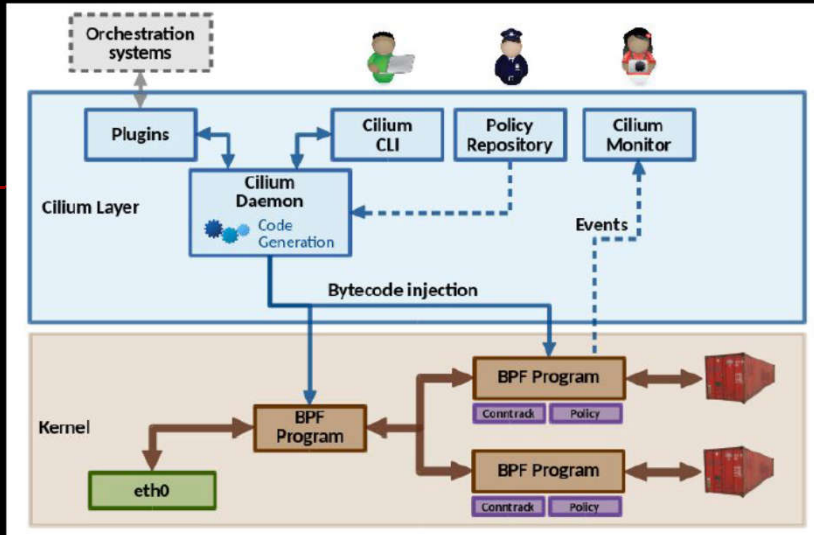 Orchestration
systems
Plugins
Cilium
CLI
Policy
Repository
Cilium
Monitor
Cilium
Daemon
Code
Generation
Cilium Layer
Events
Bytecode injection
BPF Program
Conntrack
Policy
BPF
Program
Kernel
BPF Program
Conntrack
Policy
eth0